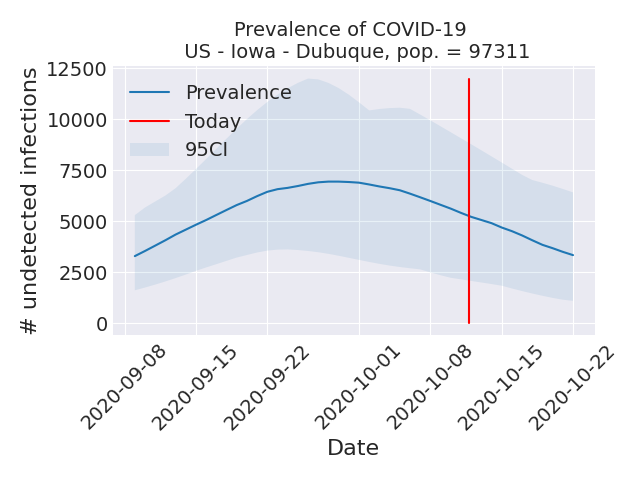 Prevalence of COVID-19
US - Iowa - Dubuque, pop. = 97311
# undetected infections
12500
10000
7500
5000
2500
0
Prevalence
Today
95CI
2020-09-08
2020-09-15
2020-09-22
2020-10-01
2020-10-08
2020-10-15
2020-10-22
Date